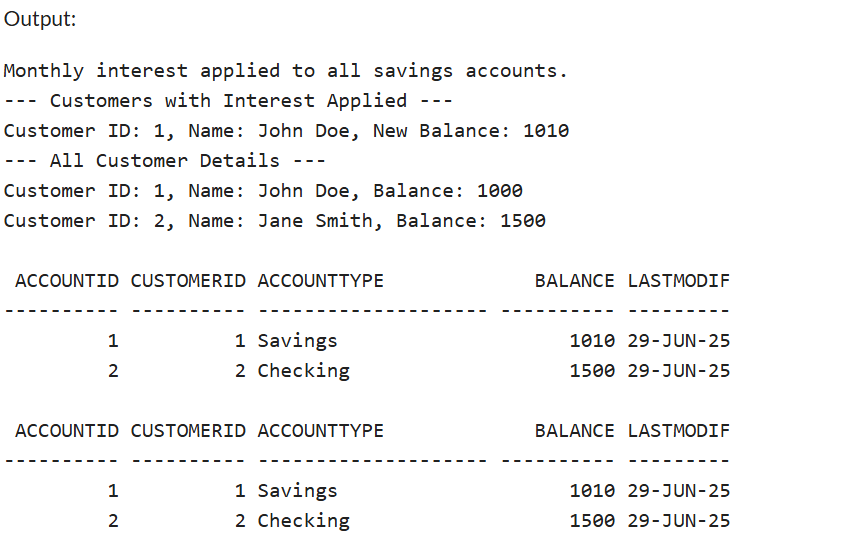 Output:
Monthly interest applied to all savings accounts.
--- Customers with Interest Applied ---
Customer ID: 1, Name: John Doe, New Balance: 1010
--- All Customer Details ---
Customer ID: 1, Name: John Doe, Balance: 1000
Customer ID: 2, Name: Jane Smith, Balance: 1500
 ACCOUNTID CUSTOMERID ACCOUNTTYPE             BALANCE LASTMODIF
---------- ---------- -------------------- ---------- ---------
         1          1 Savings                    1010 29-JUN-25
         2          2 Checking                   1500 29-JUN-25
 ACCOUNTID CUSTOMERID ACCOUNTTYPE             BALANCE LASTMODIF
---------- ---------- -------------------- ---------- ---------
         1          1 Savings                    1010 29-JUN-25
         2          2 Checking                   1500 29-JUN-25